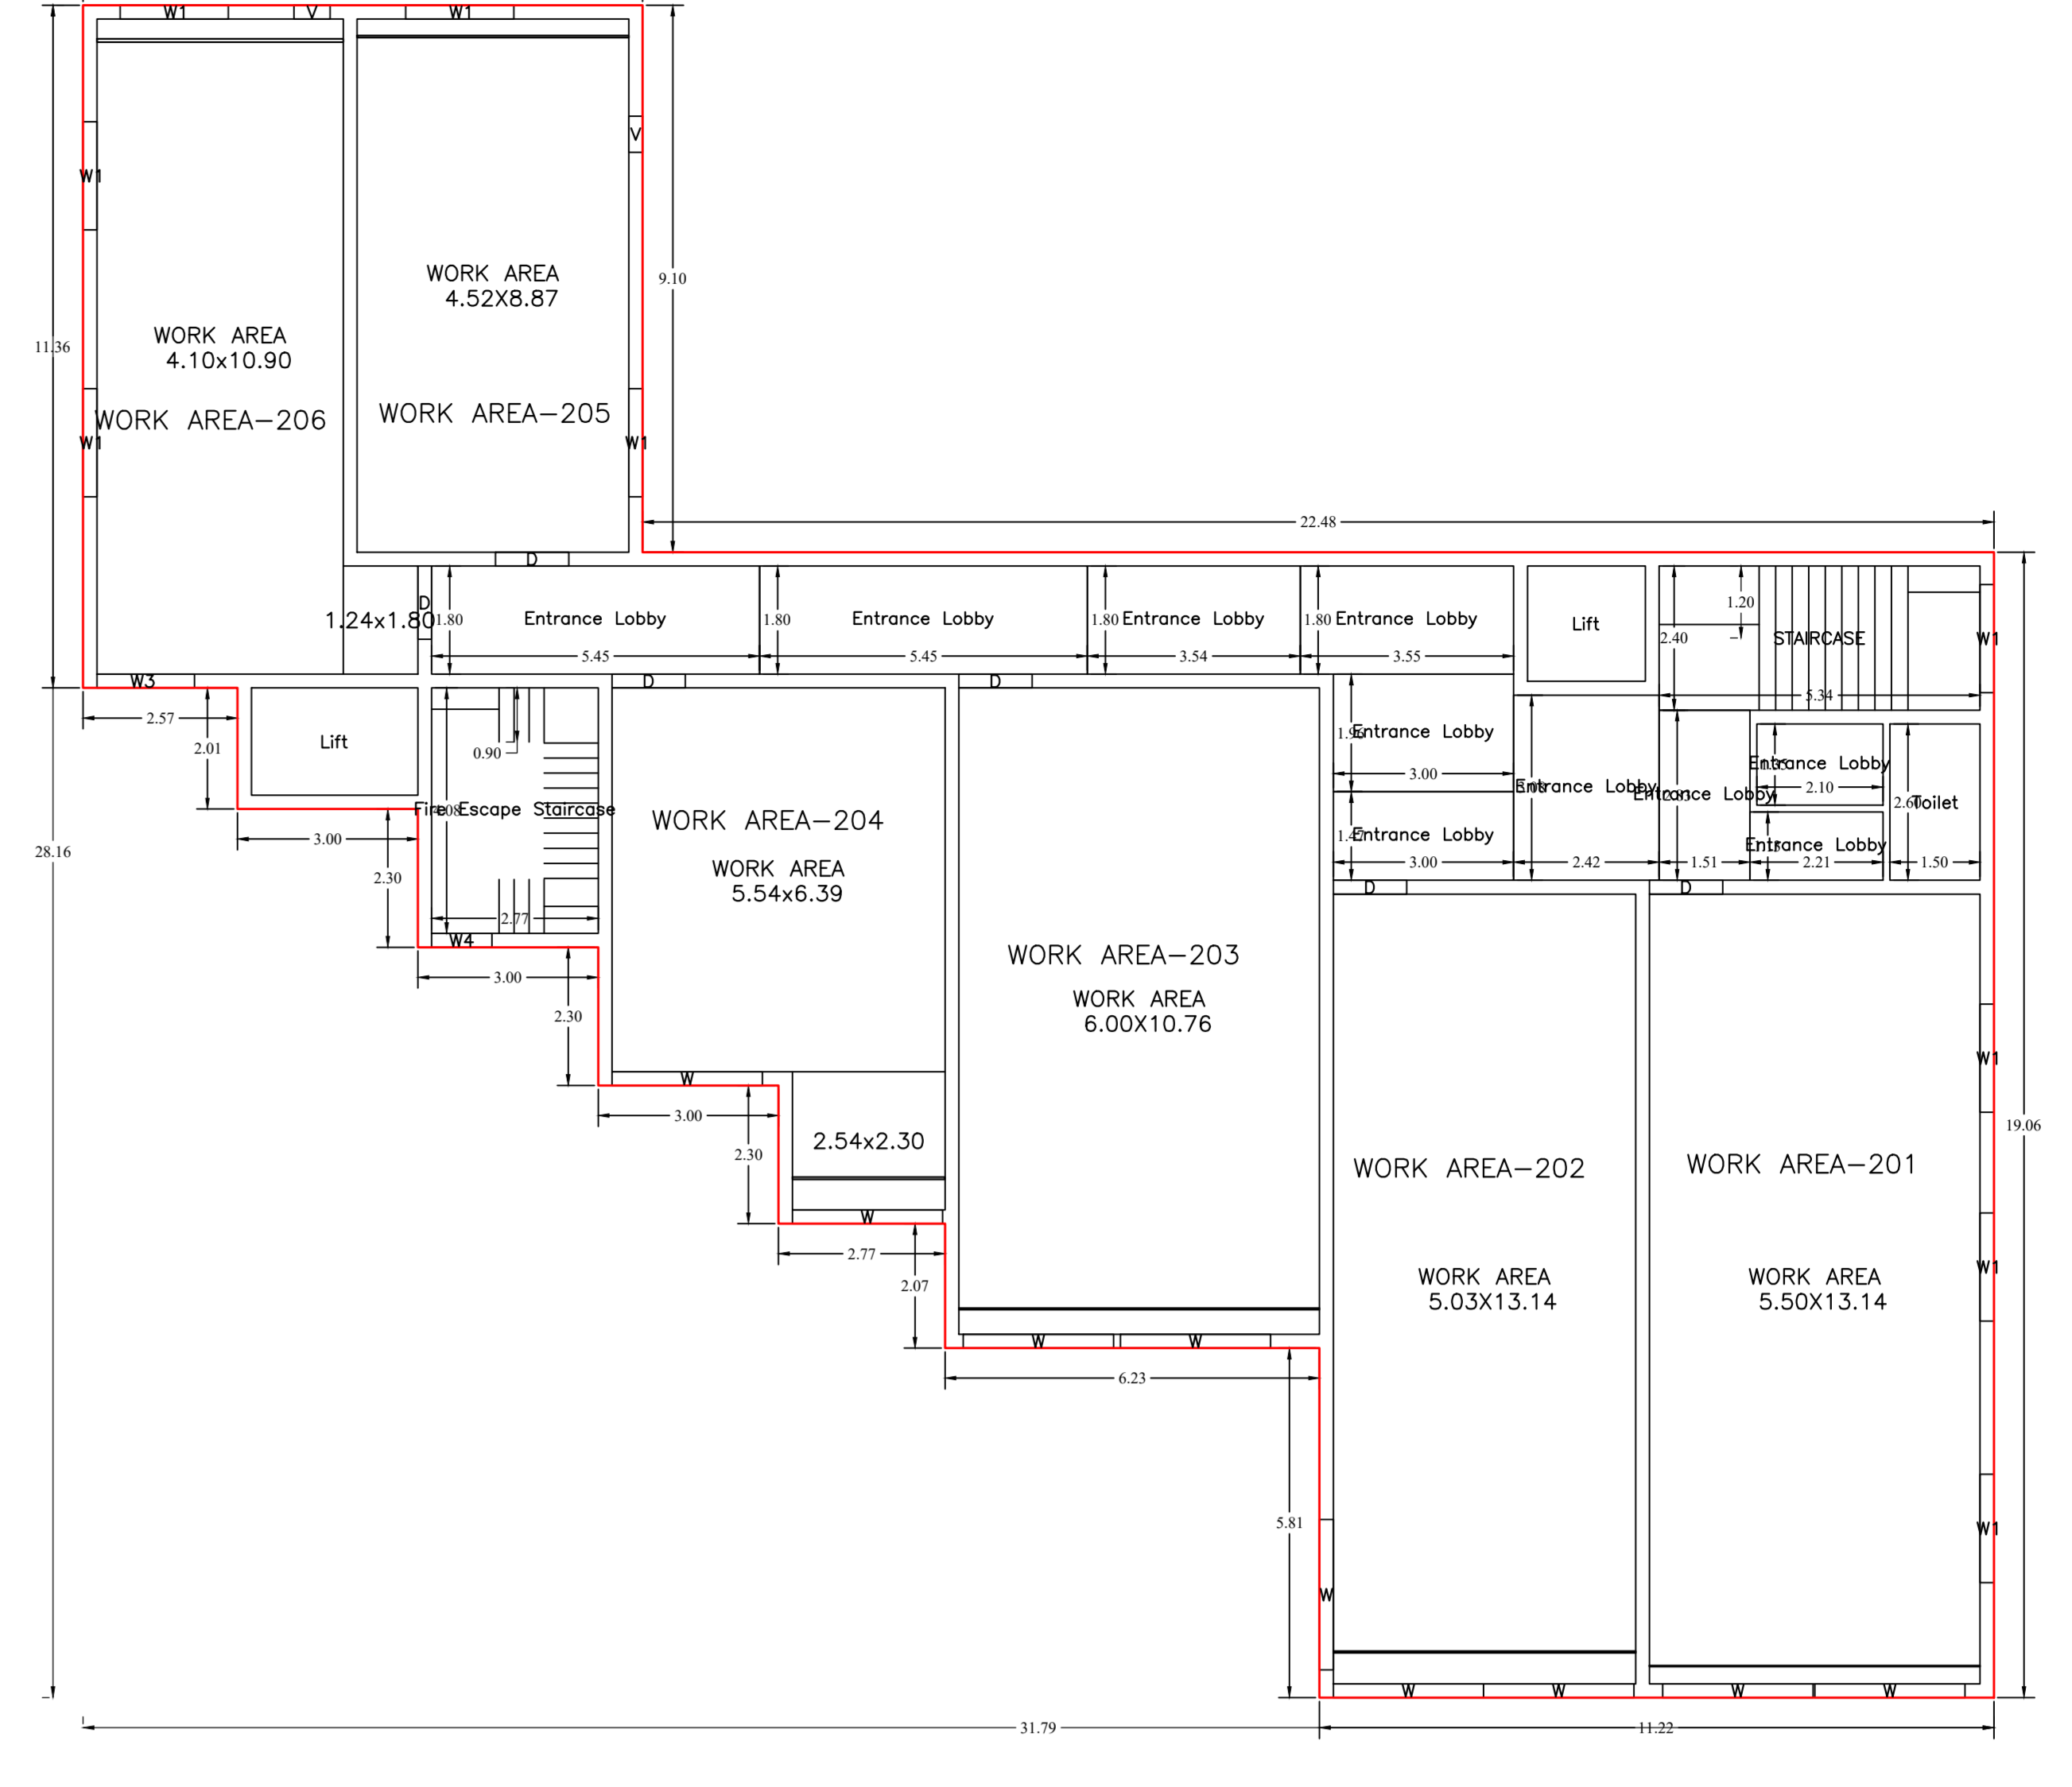 W1
V
W1
V
9.10
W1
WORK AREA
4.52X8.87
WORK AREA
4.10x10.90
11.36
WORK AREA-206
WORK AREA-205
W1
W1
22.48
D
D
1.24x1.80
1.80
Entrance Lobby
5.45
1.80
Entrance Lobby
5.45
1.80
Entrance Lobby
3.54
1.80
Entrance Lobby
3.55
Lift
1.20
2.40
STAIRCASE
W1
5.34
W3
D
D
2.57
2.01
Lift
0.90
Entrance Lobby
3.00
Entrance Lobby
3.00
Entrance Lobby
2.42
Entrance Lobby
1.51
Entrance Lobby
2.10
Entrance Lobby
2.21
2.60
Toilet
1.50
3.00
Fire Escape Staircase
2.30
2.77
W4
3.00
WORK AREA-204
WORK AREA
5.54x6.39
28.16
D
D
WORK AREA-203
WORK AREA
6.00X10.76
2.30
W
3.00
2.30
2.54x2.30
W
2.77
2.07
W
W
6.23
W1
19.06
WORK AREA-202
WORK AREA-201
W1
WORK AREA
5.03X13.14
WORK AREA
5.50X13.14
5.81
W1
W
W
W
W
W
31.79
11.22